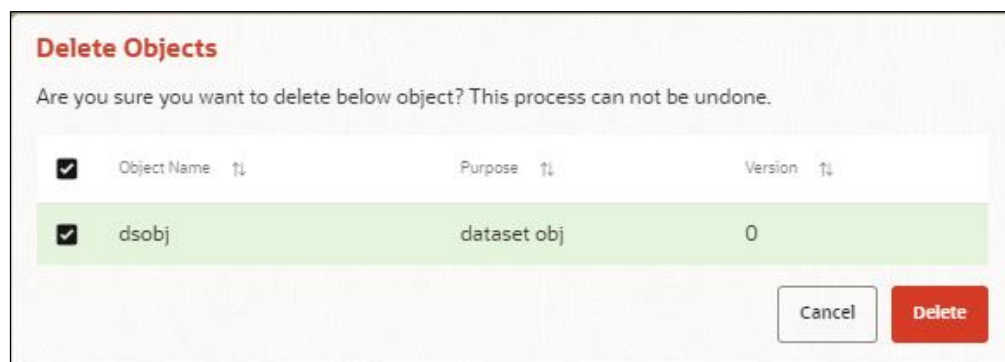 Delete Objects
Are you sure you want to delete below object? This process can not be undone.
Object Name Purpose Version
dsobj dataset obj 0
Cancel Delete